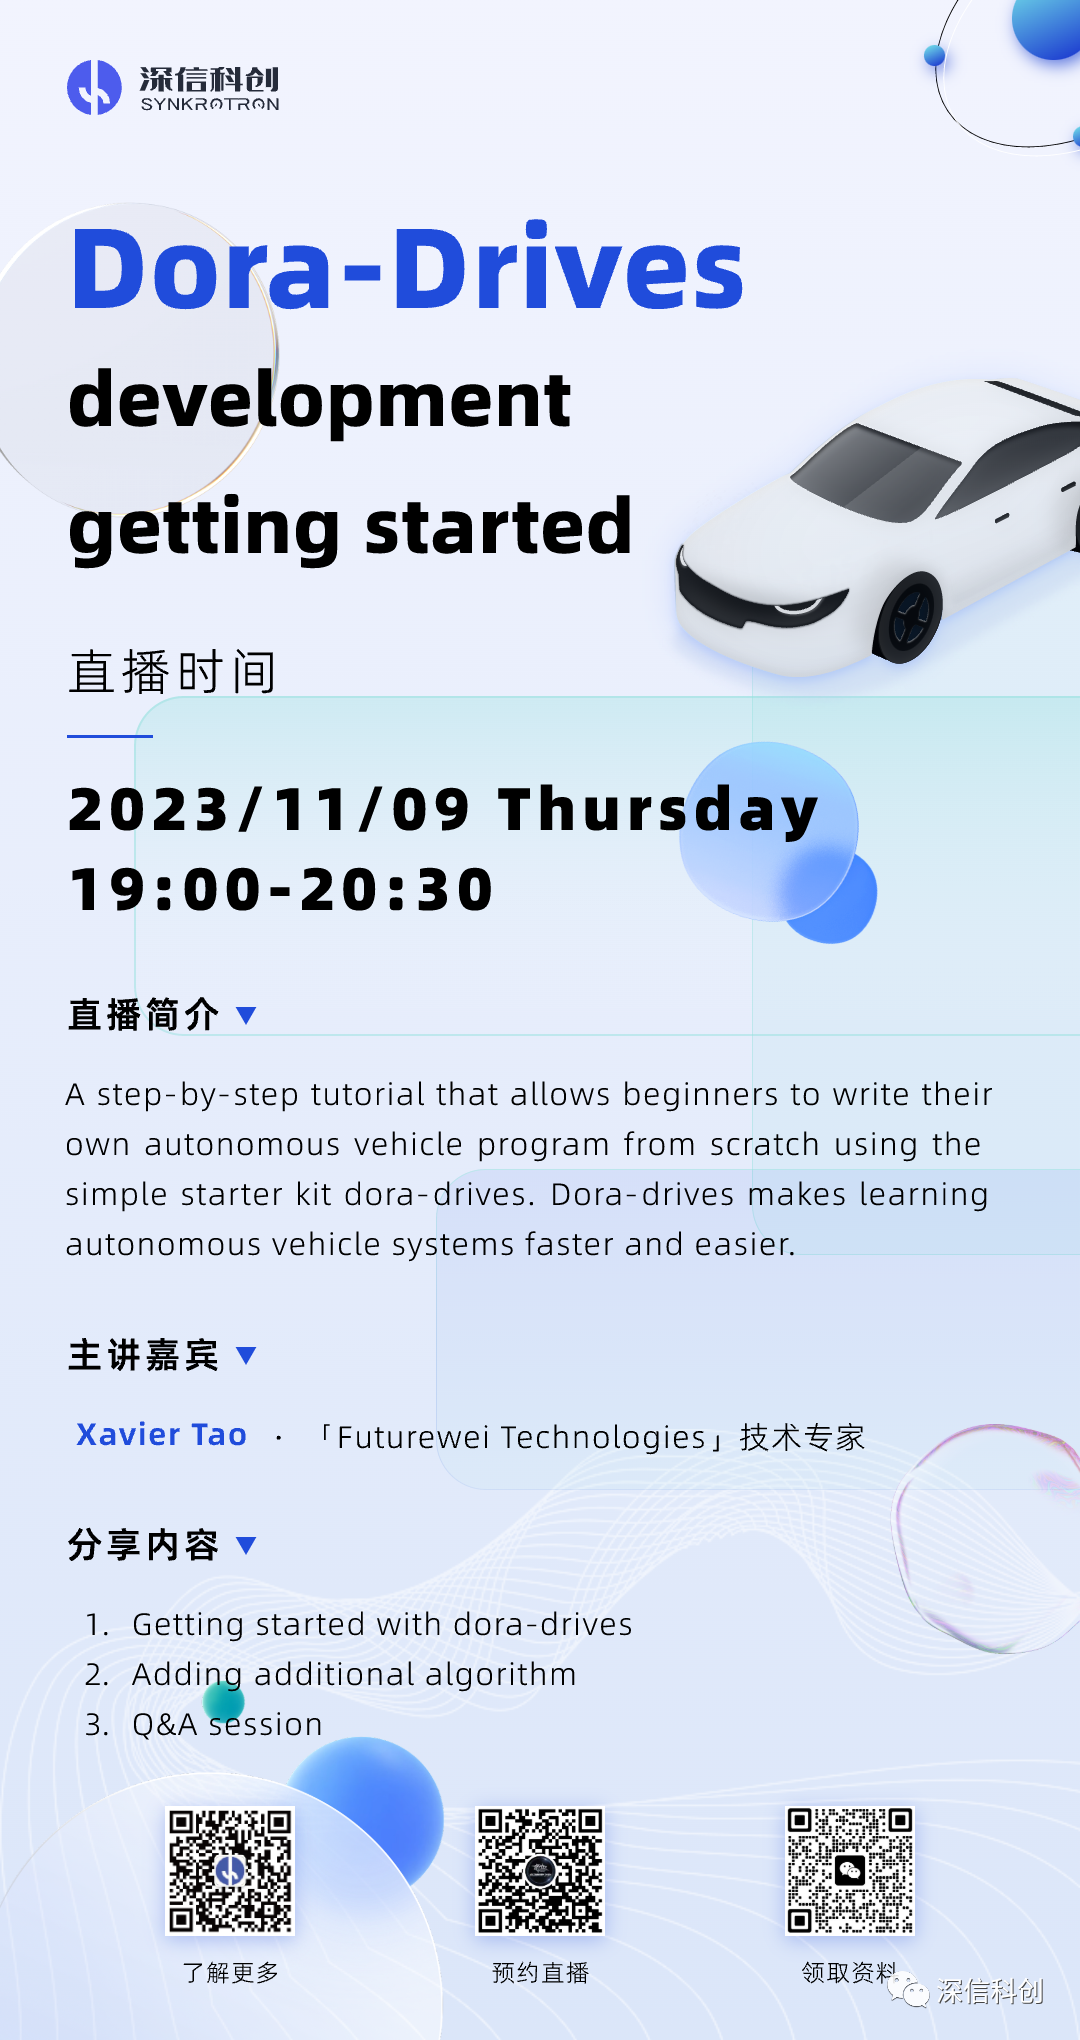 深信科创
SYNKROTRON
Dora-Drives
development
getting started
直播时间
2023/11/09 Thursday
19:00-20:30
直播简介
A step-by-step tutorial that allows beginners to write their
own autonomous vehicle program from scratch using the
simple starter kit dora-drives. Dora-drives makes learning
autonomous vehicle systems faster and easier.
主讲嘉宾
Xavier Tao · 「Futurewei Technologies」技术专家
分享内容
1. Getting started with dora-drives
2. Adding additional algorithm
3. Q&A session
了解更多
预约直播
领取资料
深信科创